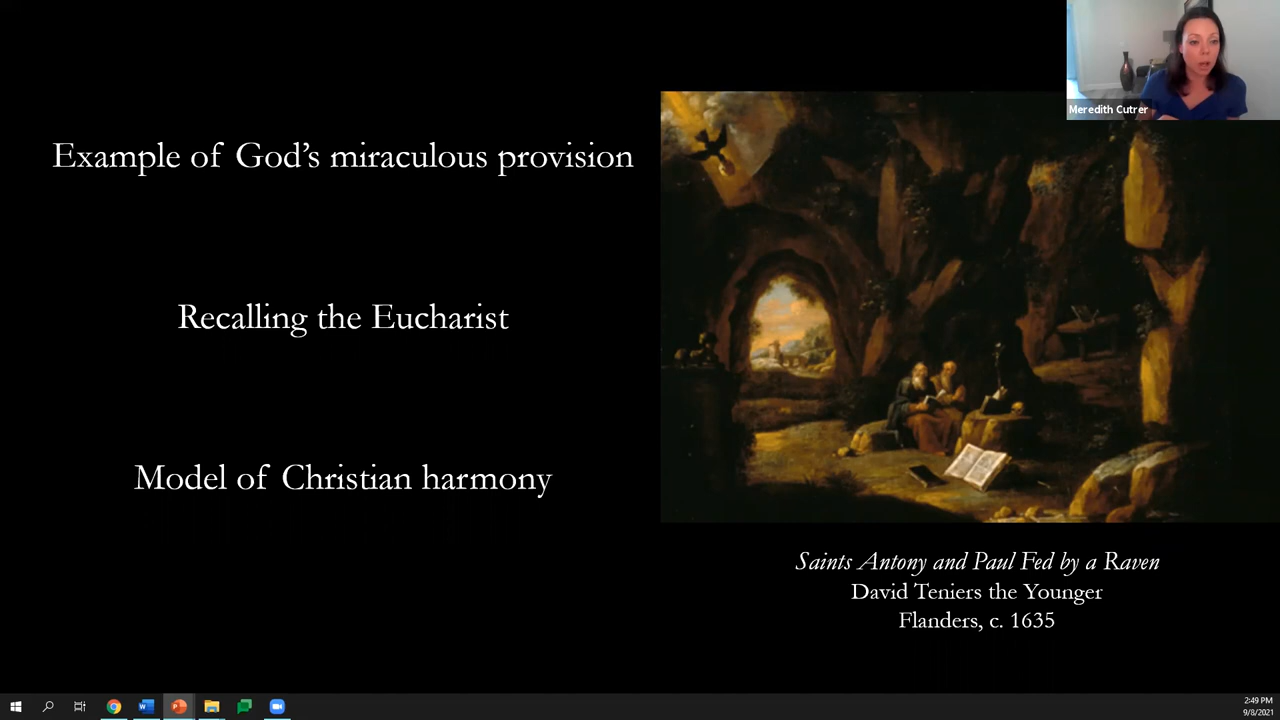 Meredith Cutrer
Example of God's miraculous provision
Recalling the Eucharist
Model of Christian harmony
Saints Antony and Paul Fed by a Raven
David Teniers the Younger
Flanders, c. 1635
2:49 PM
9/8/2021